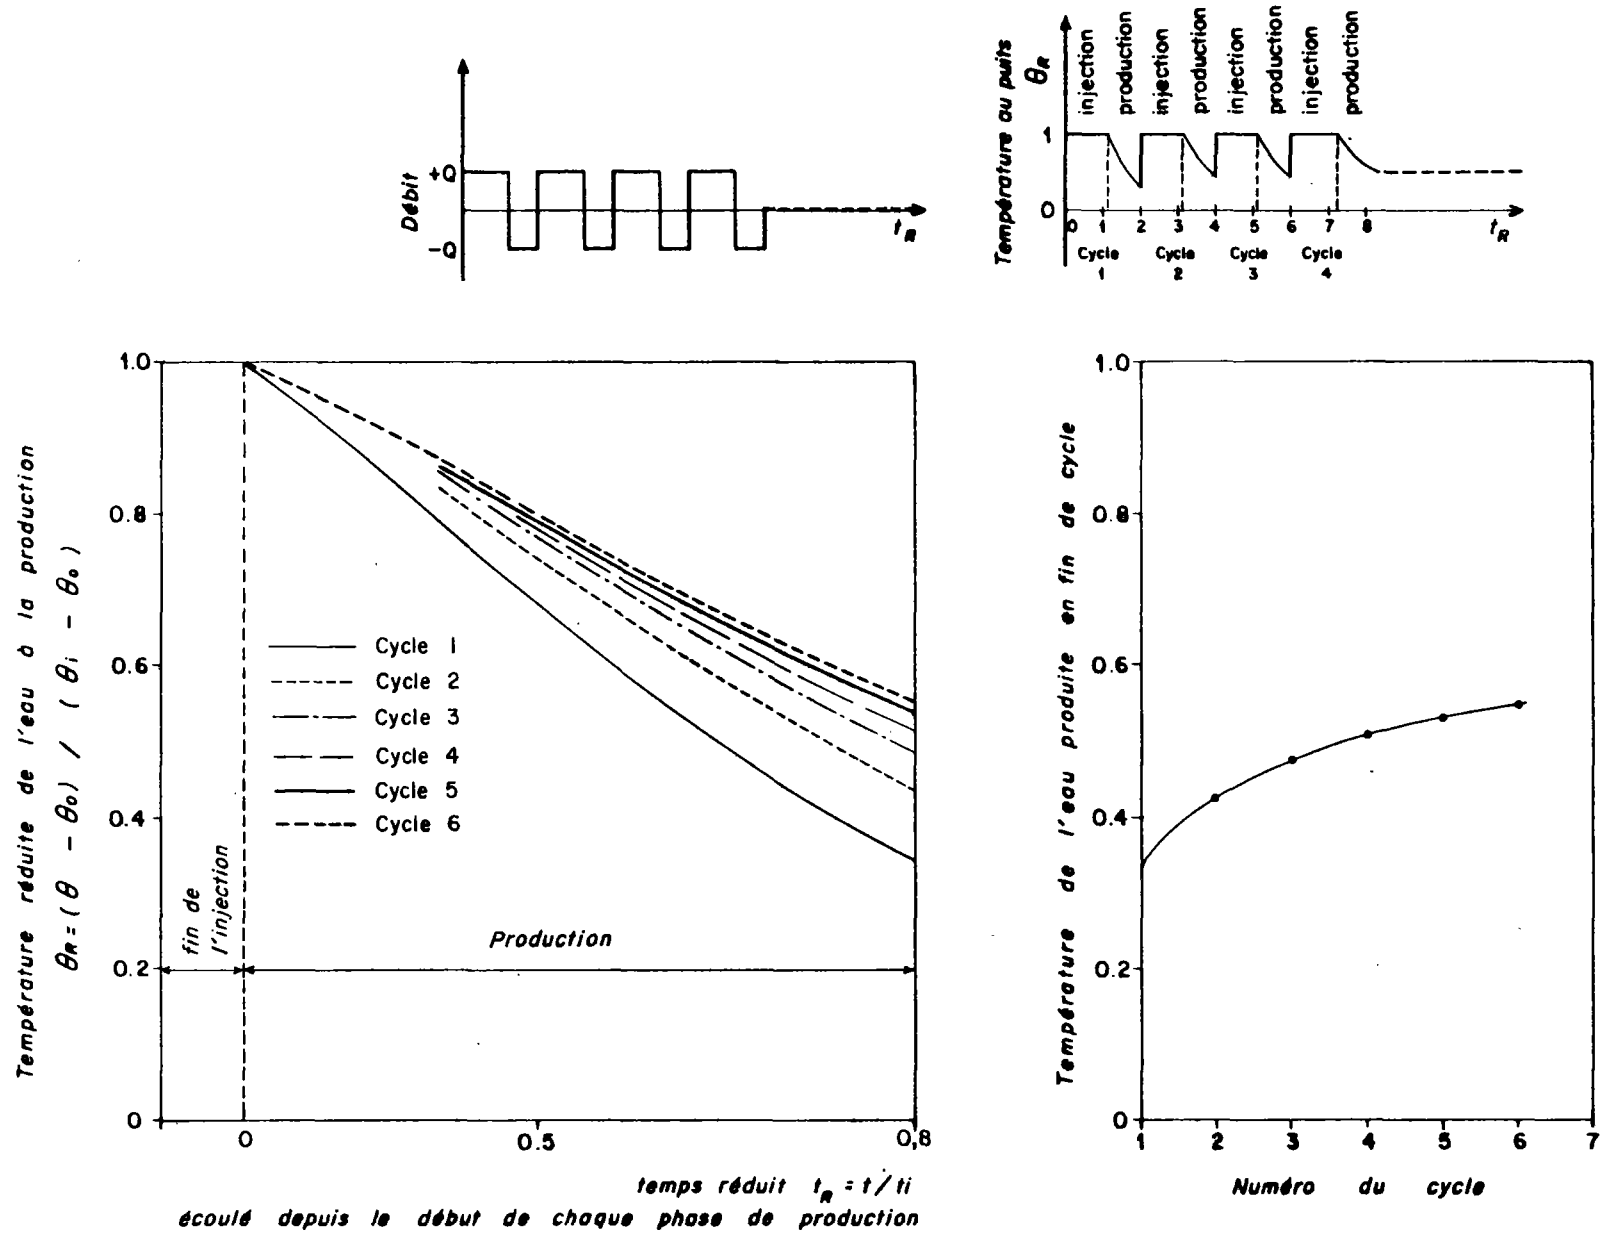 Débit
+Q
-Q
t_R
Température au puits
θ_R
injection
production
injection
production
injection
production
injection
production
1
0
0 1 2 3 4 5 6 7 8
t_R
Cycle Cycle Cycle Cycle
1 2 3 4
Température réduite de l'eau à la production
θ_R = (θ - θ₀) / (θi - θ₀)
1.0
0.8
0.6
0.4
0.2
0
Cycle 1
Cycle 2
Cycle 3
Cycle 4
Cycle 5
Cycle 6
fin de
l'injection
Production
0 0.5 0,8
temps réduit t_R = t/ti
écoulé depuis le début de chaque phase de production
Température de l'eau produite en fin de cycle
1.0
0.8
0.6
0.4
0.2
0
1 2 3 4 5 6 7
Numéro du cycle